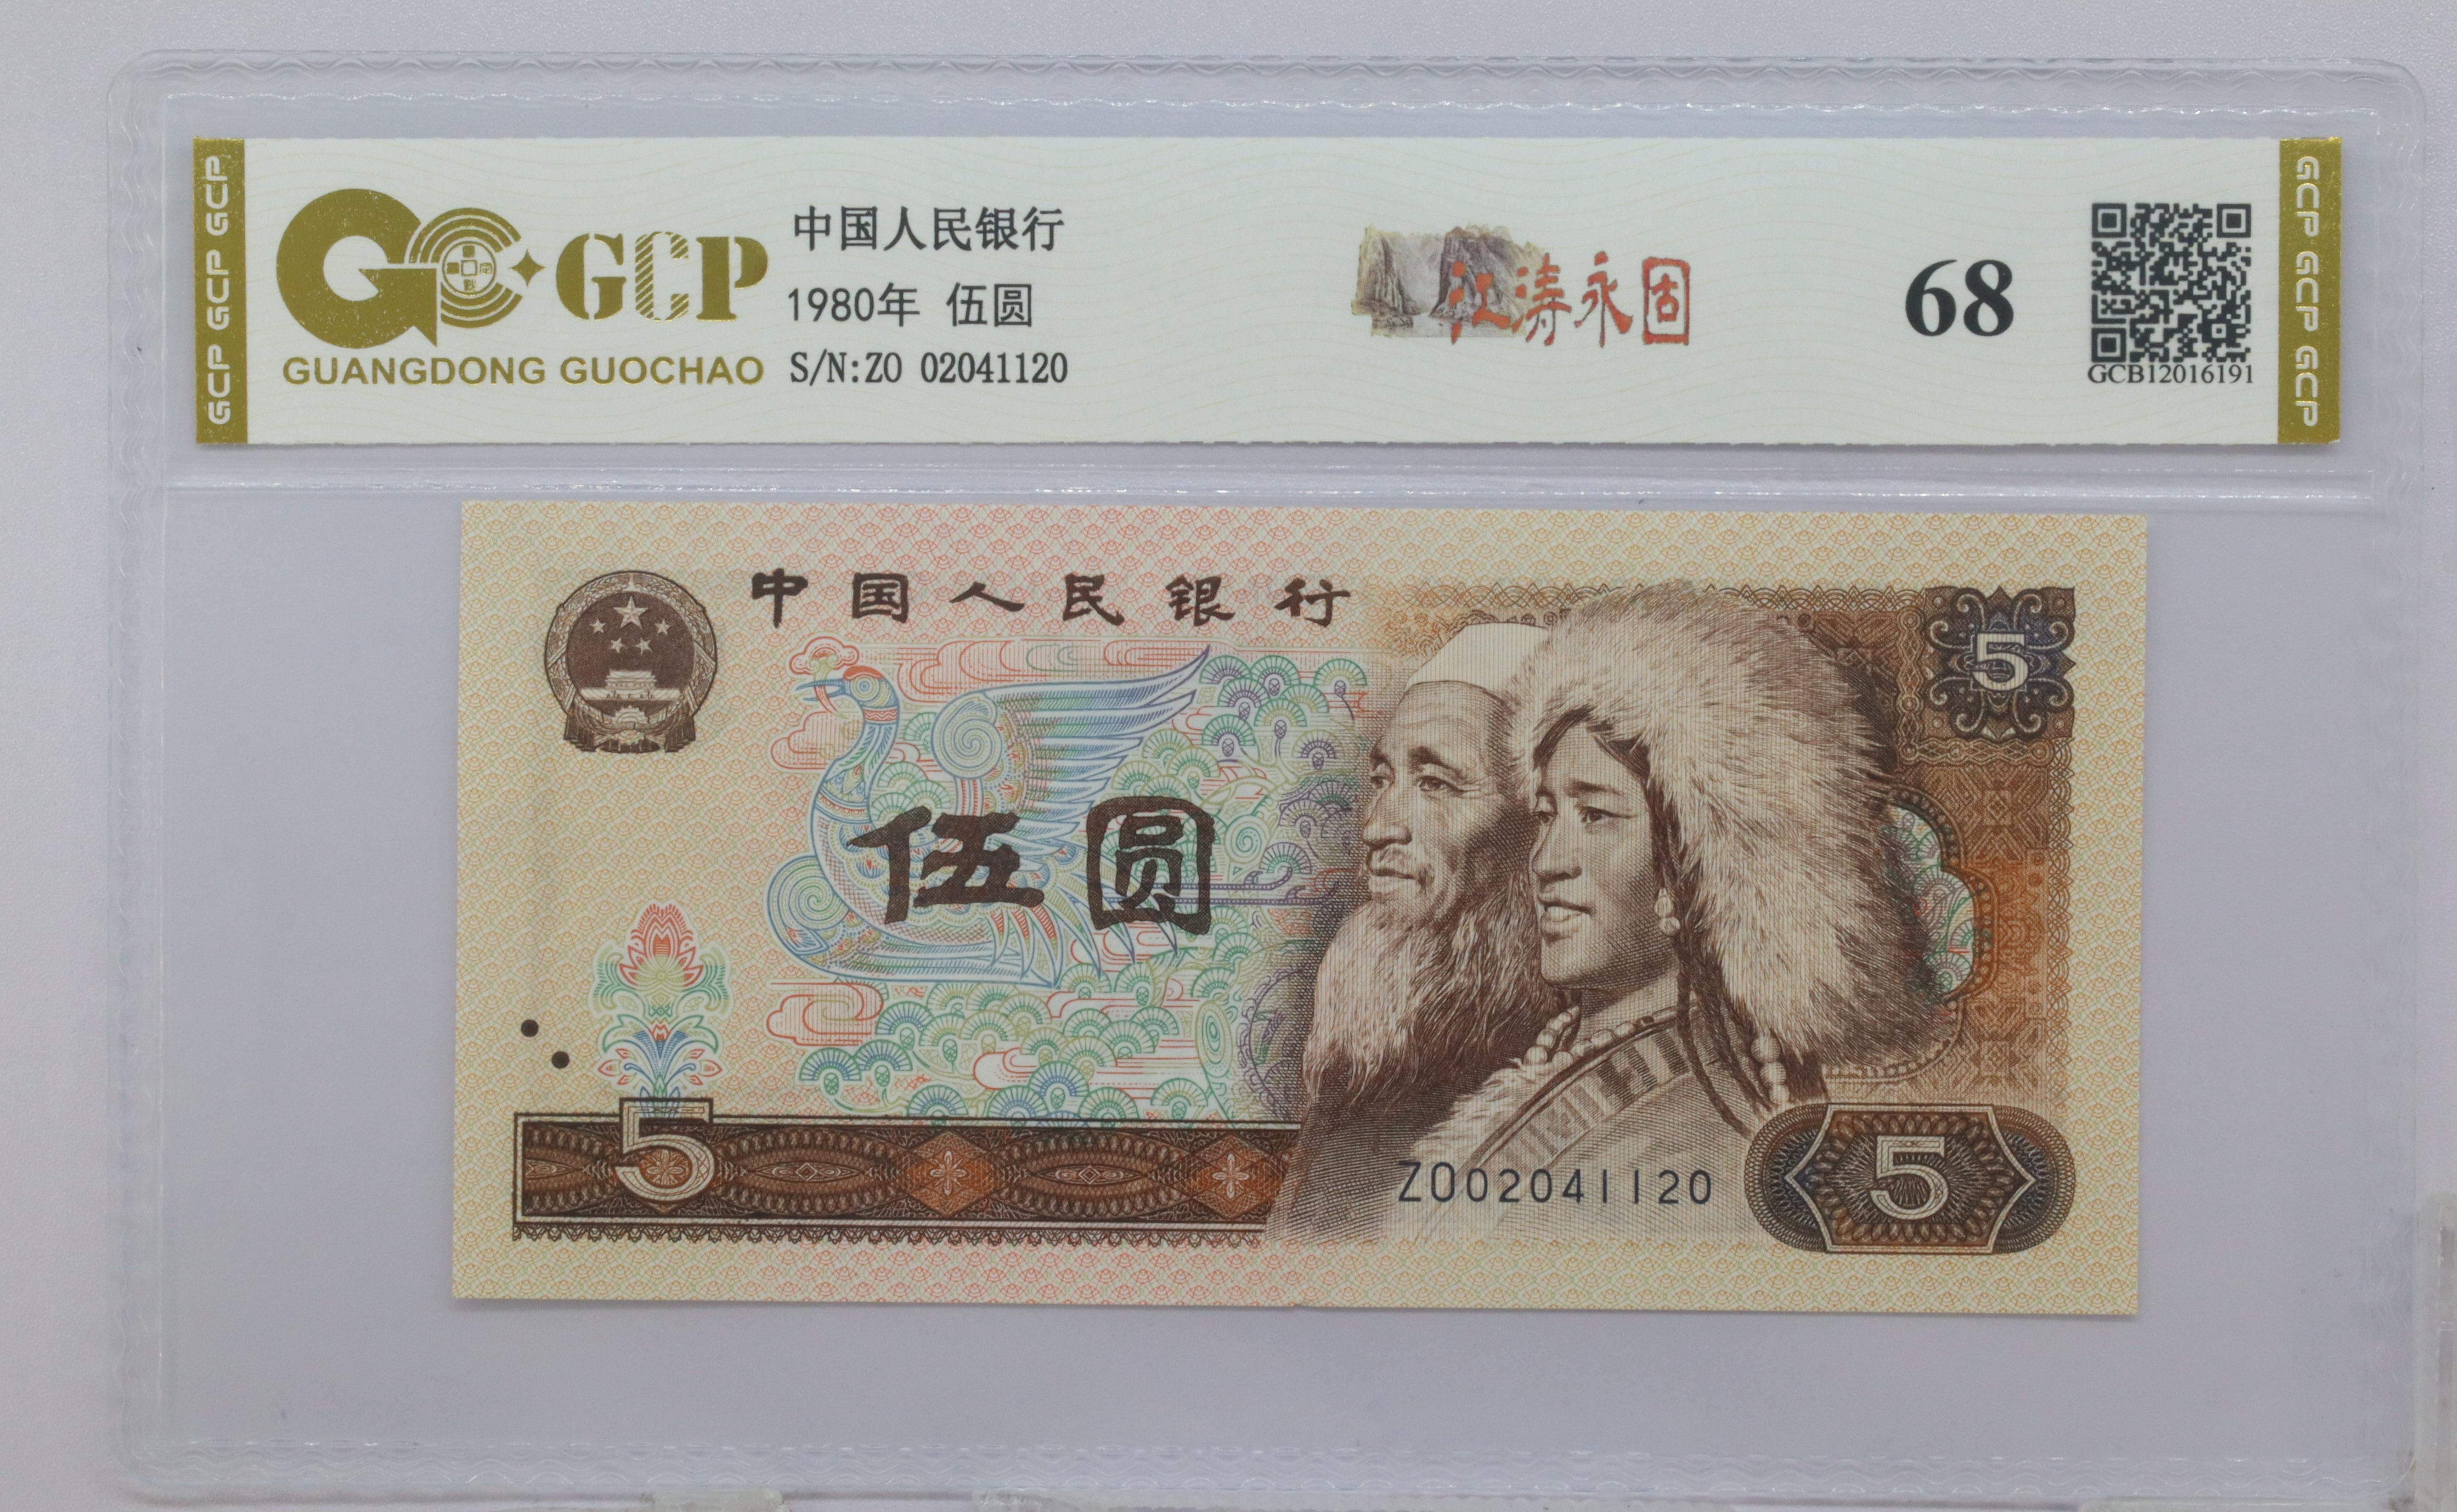 GCP GCP GCP
GCP
GUANGDONG GUOCHAO
中国人民银行
1980年 伍圆
S/N:ZO 02041120
江涛永固
68
GCB12016191
GCP GCP GCP
中国人民银行
5
伍圆
5
ZO02041120
5